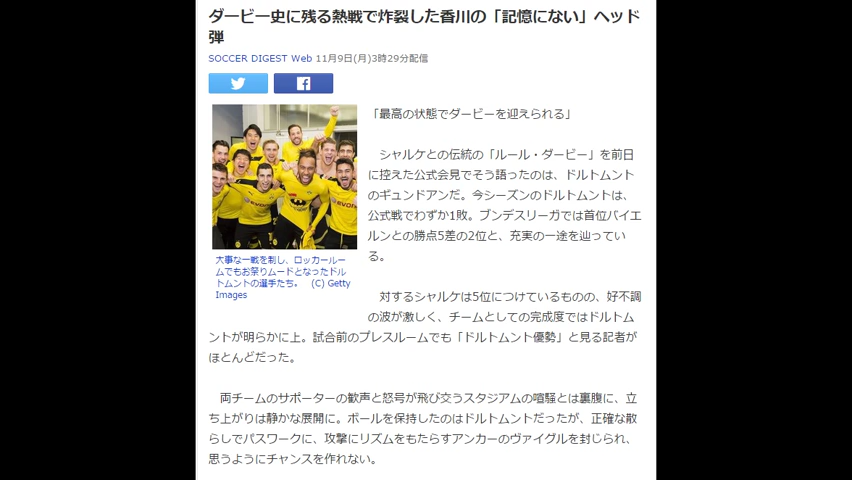 ダービー史に残る熱戦で炸裂した香川の「記憶にない」ヘッド
弾
SOCCER DIGEST Web 11月9日(月)3時29分配信
「最高の状態でダービーを迎えられる」
シャルケとの伝統の「ルール・ダービー」を前日
に控えた公式会見でそう語ったのは、ドルトムント
のギュンドアンだ。今シーズンのドルトムントは、
公式戦でわずか1敗。ブンデスリーガでは首位バイエ
ルンとの勝点5差の2位と、充実の一途を辿ってい
る。
大事な一戦を制し、ロッカールー
ムでもお祭りムードとなったドル
トムントの選手たち。 (C) Getty
Images
対するシャルケは5位につけているものの、好不調
の波が激しく、チームとしての完成度ではドルトム
ントが明らかに上。試合前のプレスルームでも「ドルトムント優勢」と見る記者が
ほとんどだった。
両チームのサポーターの歓声と怒号が飛び交うスタジアムの喧騒とは裏腹に、立
ち上がりは静かな展開に。ボールを保持したのはドルトムントだったが、正確な散
らしでパスワークに、攻撃にリズムをもたらすアンカーのヴァイグルを封じられ、
思うようにチャンスを作れない。